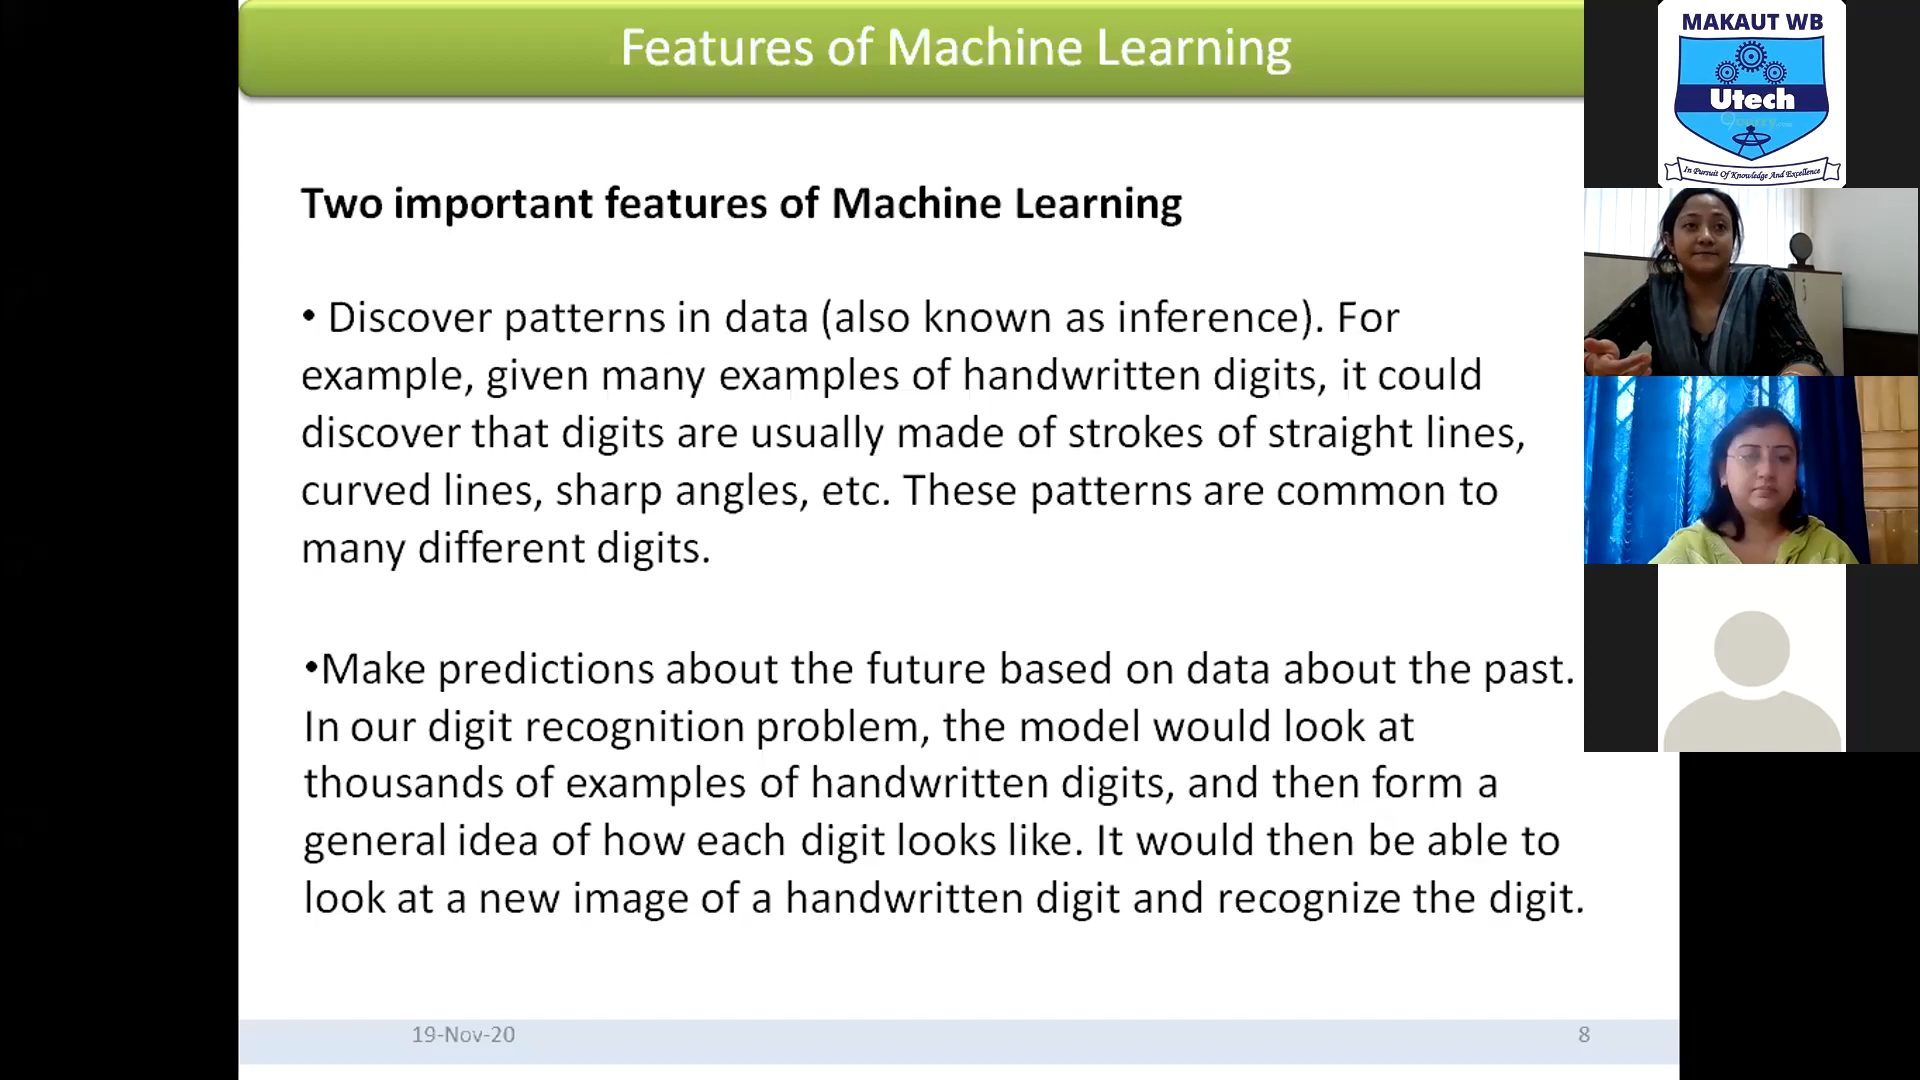 Features of Machine Learning
Two important features of Machine Learning
• Discover patterns in data (also known as inference). For
example, given many examples of handwritten digits, it could
discover that digits are usually made of strokes of straight lines,
curved lines, sharp angles, etc. These patterns are common to
many different digits.
•Make predictions about the future based on data about the past.
In our digit recognition problem, the model would look at
thousands of examples of handwritten digits, and then form a
general idea of how each digit looks like. It would then be able to
look at a new image of a handwritten digit and recognize the digit.
19-Nov-20
8
MAKAUT WB
Utech
In Pursuit Of Knowledge And Excellence